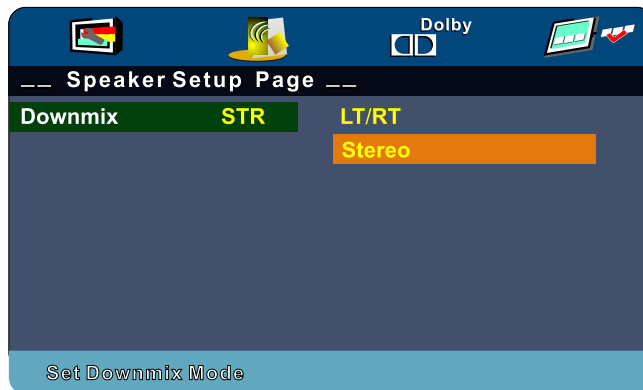 Dolby
__ Speaker Setup Page __
Downmix STR LT/RT
Stereo
Set Downmix Mode